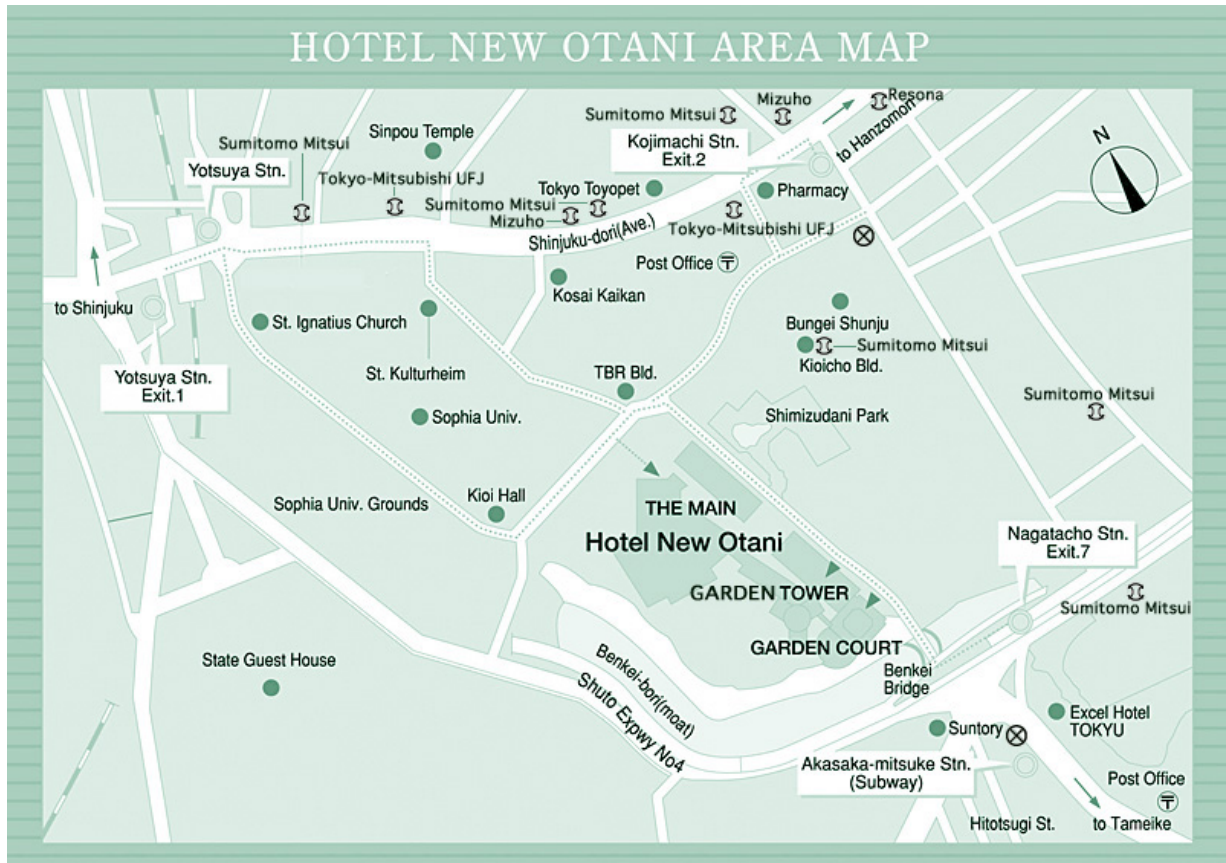 HOTEL NEW OTANI AREA MAP
Resona
Mizuho
Sumitomo Mitsui
Sinpou Temple
Sumitomo Mitsui
Kojimachi Stn.
Exit.2
to Hanzomon
N
Yotsuya Stn.
Tokyo-Mitsubishi UFJ
Tokyo Toyopet
Pharmacy
Sumitomo Mitsui
Mizuho
Shinjuku-dori(Ave.)
Tokyo-Mitsubishi UFJ
Post Office
〒
to Shinjuku
Kosai Kaikan
St. Ignatius Church
Bungei Shunju
Sumitomo Mitsui
Kioicho Bld.
Yotsuya Stn.
Exit.1
St. Kulturheim
TBR Bld.
Sumitomo Mitsui
Sophia Univ.
Shimizudani Park
Kioi Hall
Sophia Univ. Grounds
THE MAIN
Hotel New Otani
Nagatacho Stn.
Exit.7
GARDEN TOWER
Sumitomo Mitsui
GARDEN COURT
State Guest House
Benkei-bori(moat)
Shuto Expwy No4
Benkei
Bridge
Suntory
Excel Hotel
TOKYU
Akasaka-mitsuke Stn.
(Subway)
Post Office
〒
Hitotsugi St.
to Tameike